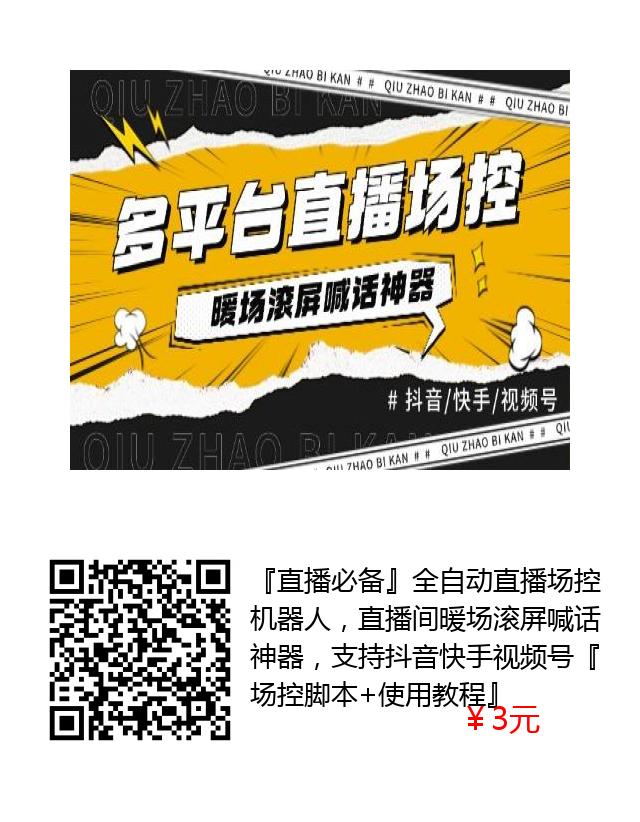 QIU ZHAO BI KAN # # QIU ZHAO BI KAN # # QIU ZHAO BI
QIU ZHAO BI KAN
多平台直播场控
暖场滚屏喊话神器
# 抖音/快手/视频号
QIU ZHAO BI KAN
QIU ZHAO BI KAN # # QIU ZHAO BI KAN # # QIU
『直播必备』全自动直播场控
机器人，直播间暖场滚屏喊话
神器，支持抖音快手视频号『
场控脚本+使用教程』
￥3元